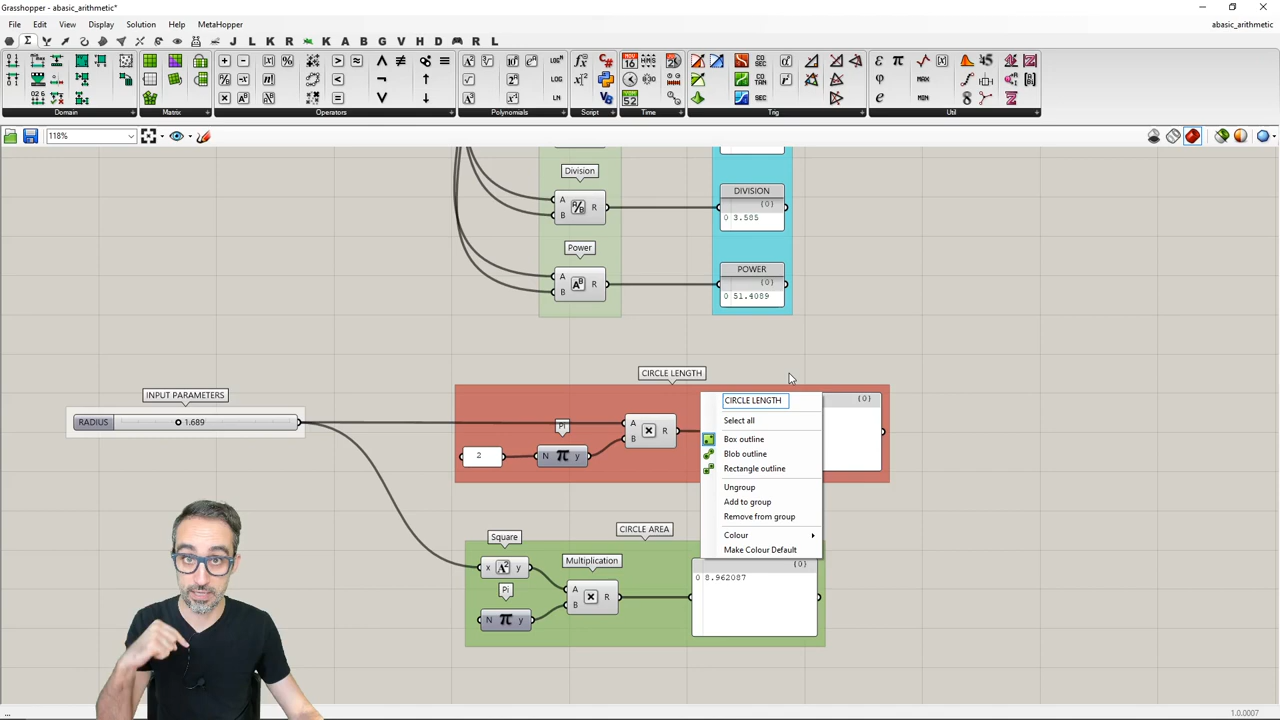 Grasshopper - abasic_arithmetic*
File Edit View Display Solution Help MetaHopper abasic_arithmetic
J L K R K A B G V H D R L
Domain Matrix Operators Polynomials Script Time Trig Util
118%
Division
A B R
DIVISION
{0}
0 3.585
Power
A B R
POWER
{0}
0 51.4089
CIRCLE LENGTH
INPUT PARAMETERS
RADIUS 1.689
CIRCLE LENGTH
{0}
Select all
Pi
A B R
Box outline
2
N y
Blob outline
Rectangle outline
Ungroup
Add to group
Remove from group
Colour
Make Colour Default
CIRCLE AREA
Square
x y
Multiplication
A B R
{0}
0 8.962087
Pi
N y
...
1.0.0007